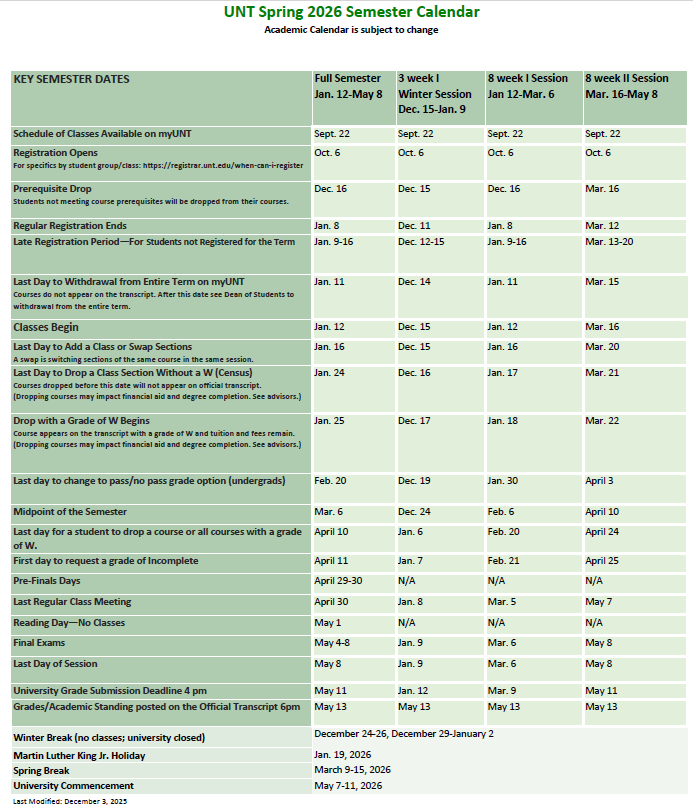 UNT Spring 2026 Semester Calendar
Academic Calendar is subject to change
KEY SEMESTER DATES Full Semester Jan. 12-May 8 3 week I Winter Session Dec. 15-Jan. 9 8 week I Session Jan 12-Mar. 6 8 week II Session Mar. 16-May 8
Schedule of Classes Available on myUNT Sept. 22 Sept. 22 Sept. 22 Sept. 22
Registration Opens Oct. 6 Oct. 6 Oct. 6 Oct. 6
For specifics by student group/class: https://registrar.unt.edu/when-can-i-register
Prerequisite Drop Dec. 16 Dec. 15 Dec. 16 Mar. 16
Students not meeting course prerequisites will be dropped from their courses.
Regular Registration Ends Jan. 8 Dec. 11 Jan. 8 Mar. 12
Late Registration Period—For Students not Registered for the Term Jan. 9-16 Dec. 12-15 Jan. 9-16 Mar. 13-20
Last Day to Withdrawal from Entire Term on myUNT Jan. 11 Dec. 14 Jan. 11 Mar. 15
Courses do not appear on the transcript. After this date see Dean of Students to
withdrawal from the entire term.
Classes Begin Jan. 12 Dec. 15 Jan. 12 Mar. 16
Last Day to Add a Class or Swap Sections Jan. 16 Dec. 15 Jan. 16 Mar. 20
A swap is switching sections of the same course in the same session.
Last Day to Drop a Class Section Without a W (Census) Jan. 24 Dec. 16 Jan. 17 Mar. 21
Courses dropped before this date will not appear on official transcript.
(Dropping courses may impact financial aid and degree completion. See advisors.)
Drop with a Grade of W Begins Jan. 25 Dec. 17 Jan. 18 Mar. 22
Course appears on the transcript with a grade of W and tuition and fees remain.
(Dropping courses may impact financial aid and degree completion. See advisors.)
Last day to change to pass/no pass grade option (undergrads) Feb. 20 Dec. 19 Jan. 30 April 3
Midpoint of the Semester Mar. 6 Dec. 24 Feb. 6 April 10
Last day for a student to drop a course or all courses with a grade April 10 Jan. 6 Feb. 20 April 24
of W.
First day to request a grade of Incomplete April 11 Jan. 7 Feb. 21 April 25
Pre-Finals Days April 29-30 N/A N/A N/A
Last Regular Class Meeting April 30 Jan. 8 Mar. 5 May 7
Reading Day—No Classes May 1 N/A N/A N/A
Final Exams May 4-8 Jan. 9 Mar. 6 May 8
Last Day of Session May 8 Jan. 9 Mar. 6 May 8
University Grade Submission Deadline 4 pm May 11 Jan. 12 Mar. 9 May 11
Grades/Academic Standing posted on the Official Transcript 6pm May 13 May 13 May 13 May 13
Winter Break (no classes; university closed) December 24-26, December 29-January 2
Martin Luther King Jr. Holiday Jan. 19, 2026
Spring Break March 9-15, 2026
University Commencement May 7-11, 2026
Last Modified: December 3, 2025